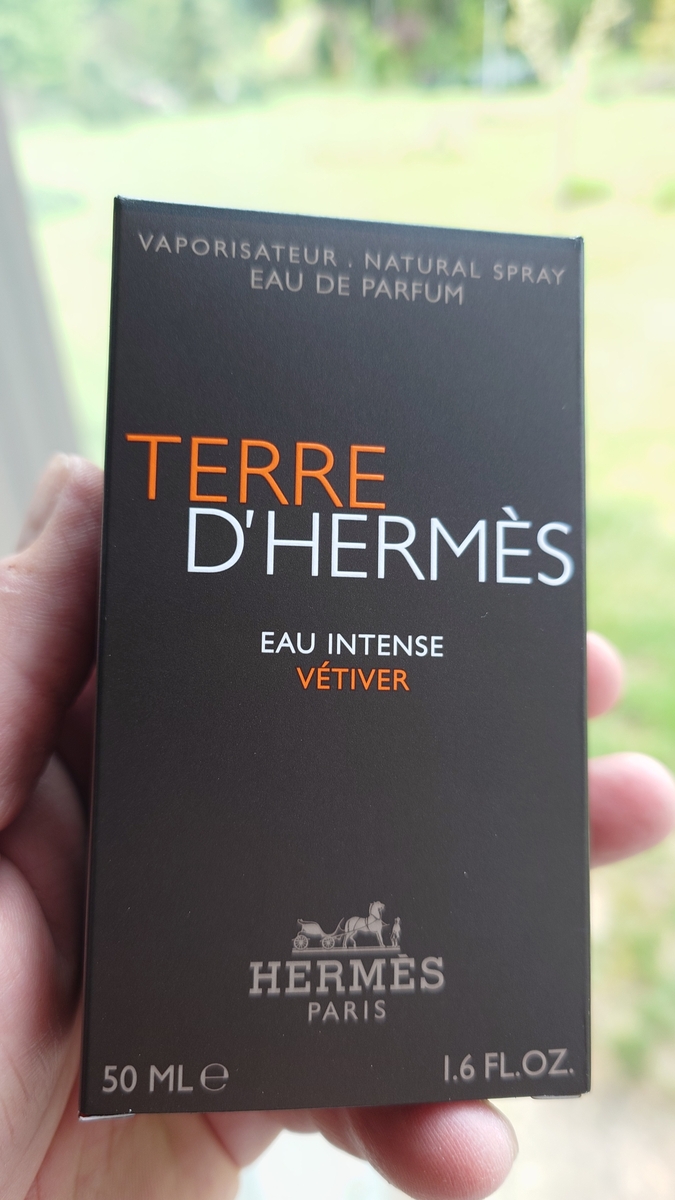 VAPORISATEUR . NATURAL SPRAY
EAU DE PARFUM
TERRE
D'HERMÈS
EAU INTENSE
VÉTIVER
HERMÈS
PARIS
50 ML ℮
1.6 FL.OZ.